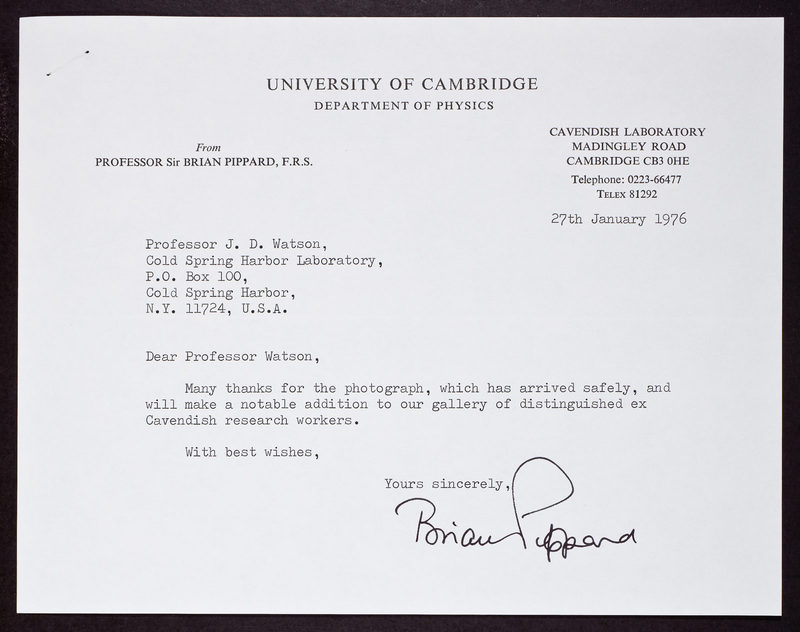 UNIVERSITY OF CAMBRIDGE
DEPARTMENT OF PHYSICS
From
PROFESSOR Sir BRIAN PIPPARD, F.R.S.
CAVENDISH LABORATORY
MADINGLEY ROAD
CAMBRIDGE CB3 0HE
Telephone: 0223-66477
TELEX 81292
27th January 1976
Professor J. D. Watson,
Cold Spring Harbor Laboratory,
P.O. Box 100,
Cold Spring Harbor,
N.Y. 11724, U.S.A.
Dear Professor Watson,
Many thanks for the photograph, which has arrived safely, and
will make a notable addition to our gallery of distinguished ex
Cavendish research workers.
With best wishes,
Yours sincerely,
Brian Pippard